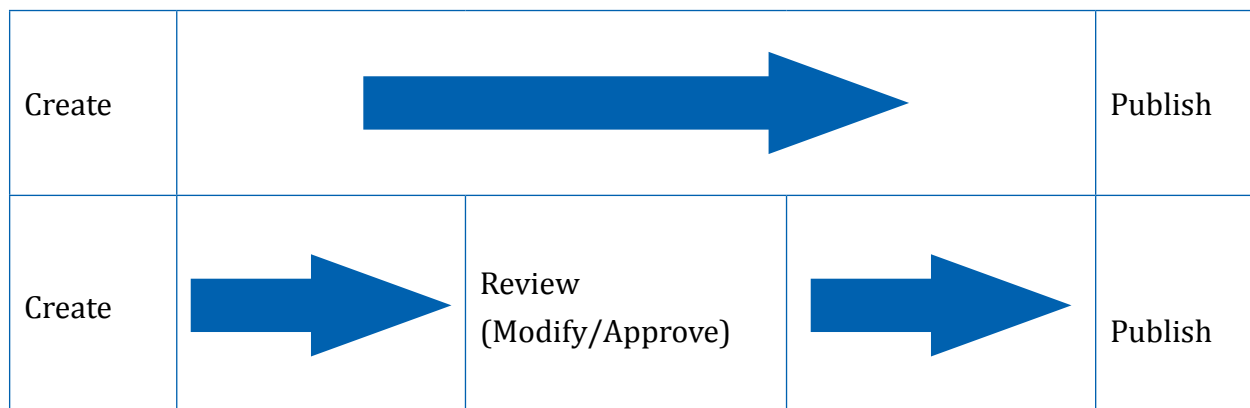 Create
Publish
Create
Review
(Modify/Approve)
Publish